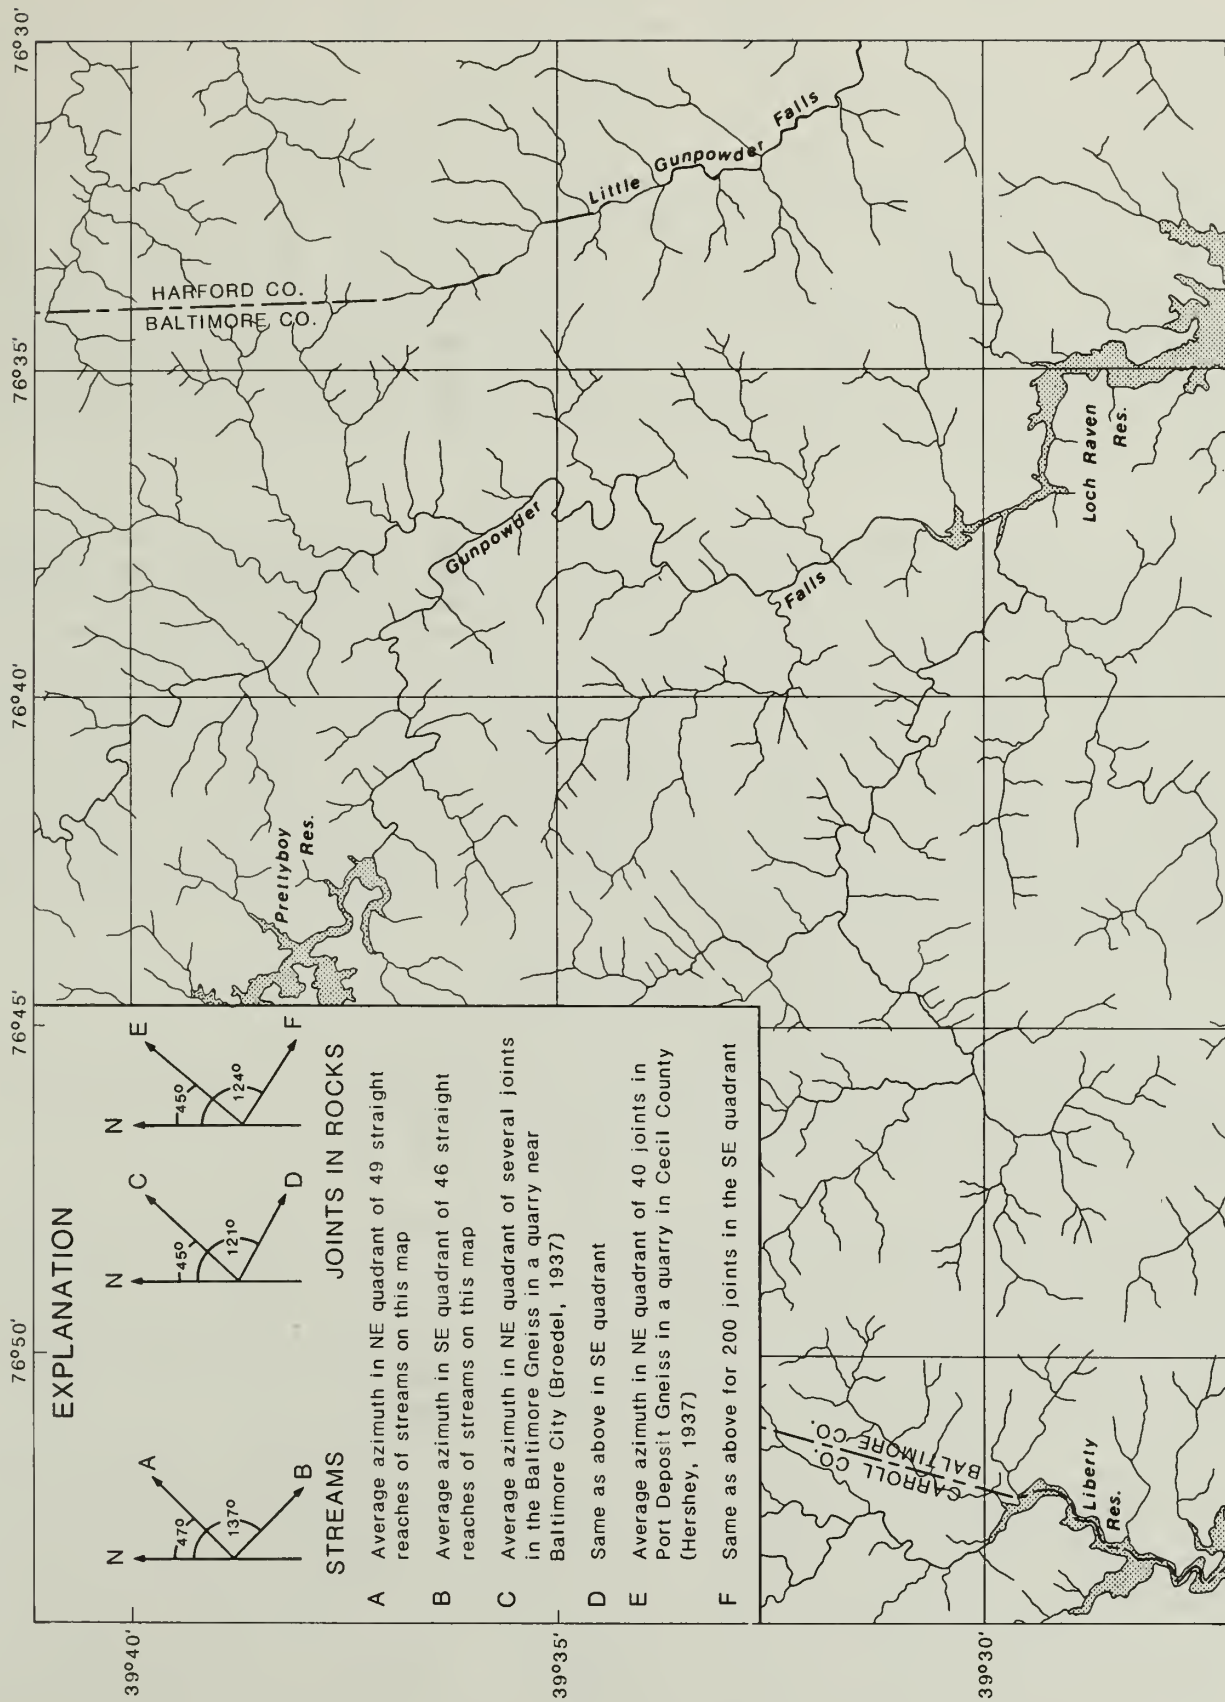 EXPLANATION
N
A
47°
137°
B
STREAMS
N
C
45°
121°
D
N
E
45°
124°
F
JOINTS IN ROCKS
A Average azimuth in NE quadrant of 49 straight
reaches of streams on this map
B Average azimuth in SE quadrant of 46 straight
reaches of streams on this map
C Average azimuth in NE quadrant of several joints
in the Baltimore Gneiss in a quarry near
Baltimore City (Broedel, 1937)
D Same as above in SE quadrant
E Average azimuth in NE quadrant of 40 joints in
Port Deposit Gneiss in a quarry in Cecil County
(Hershey, 1937)
F Same as above for 200 joints in the SE quadrant
76°50'
76°45'
76°40'
76°35'
76°30'
39°40'
39°35'
39°30'
Prettyboy
Res.
HARFORD CO.
BALTIMORE CO.
Gunpowder
Falls
Little Gunpowder Falls
Loch Raven
Res.
CARROLL CO.
BALTIMORE CO.
Liberty
Res.